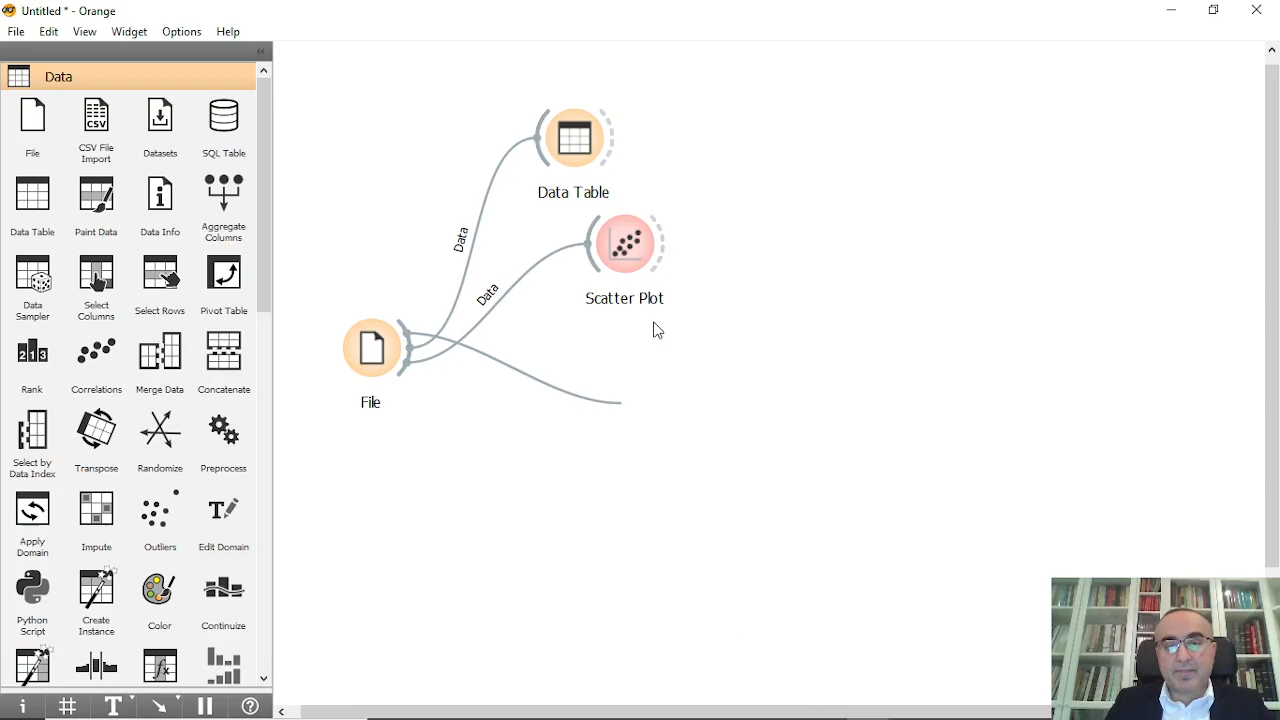 Untitled * - Orange
File Edit View Widget Options Help
Data
File
CSV File Import
Datasets
SQL Table
Data Table
Paint Data
Data Info
Aggregate Columns
Data Sampler
Select Columns
Select Rows
Pivot Table
Rank
Correlations
Merge Data
Concatenate
Select by Data Index
Transpose
Randomize
Preprocess
Apply Domain
Impute
Outliers
Edit Domain
Python Script
Create Instance
Color
Continuize
Data Table
Data
Scatter Plot
Data
File